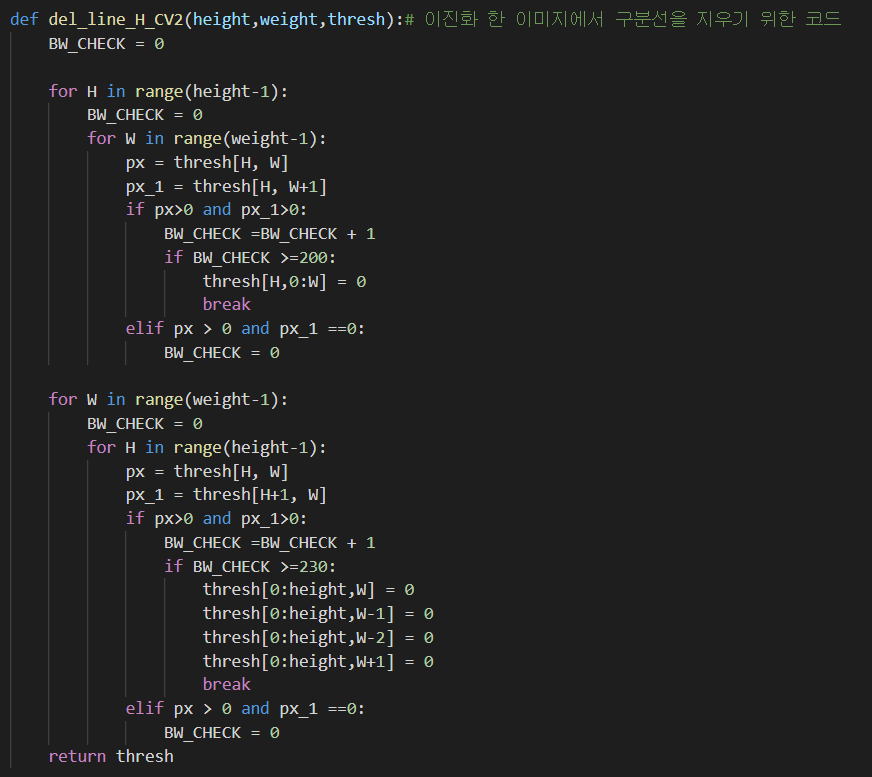 def del_line_H_CV2(height,weight,thresh):# 이진화 한 이미지에서 구분선을 지우기 위한 코드
    BW_CHECK = 0

    for H in range(height-1):
        BW_CHECK = 0
        for W in range(weight-1):
            px = thresh[H, W]
            px_1 = thresh[H, W+1]
            if px>0 and px_1>0:
                BW_CHECK =BW_CHECK + 1
                if BW_CHECK >=200:
                    thresh[H,0:W] = 0
                    break
            elif px > 0 and px_1 ==0:
                BW_CHECK = 0

    for W in range(weight-1):
        BW_CHECK = 0
        for H in range(height-1):
            px = thresh[H, W]
            px_1 = thresh[H+1, W]
            if px>0 and px_1>0:
                BW_CHECK =BW_CHECK + 1
                if BW_CHECK >=230:
                    thresh[0:height,W] = 0
                    thresh[0:height,W-1] = 0
                    thresh[0:height,W-2] = 0
                    thresh[0:height,W+1] = 0
                    break
            elif px > 0 and px_1 ==0:
                BW_CHECK = 0
    return thresh